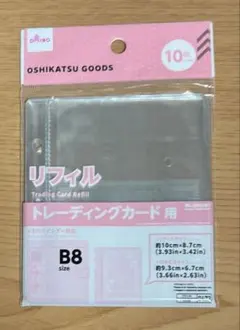 DAISO
10枚
OSHIKATSU GOODS
リフィル
Trading Card Refill
トレーディングカード用
B8
size
約10cm×8.7cm
(3.93in×3.42in)
約9.3cm×6.7cm
(3.66in×2.63in)